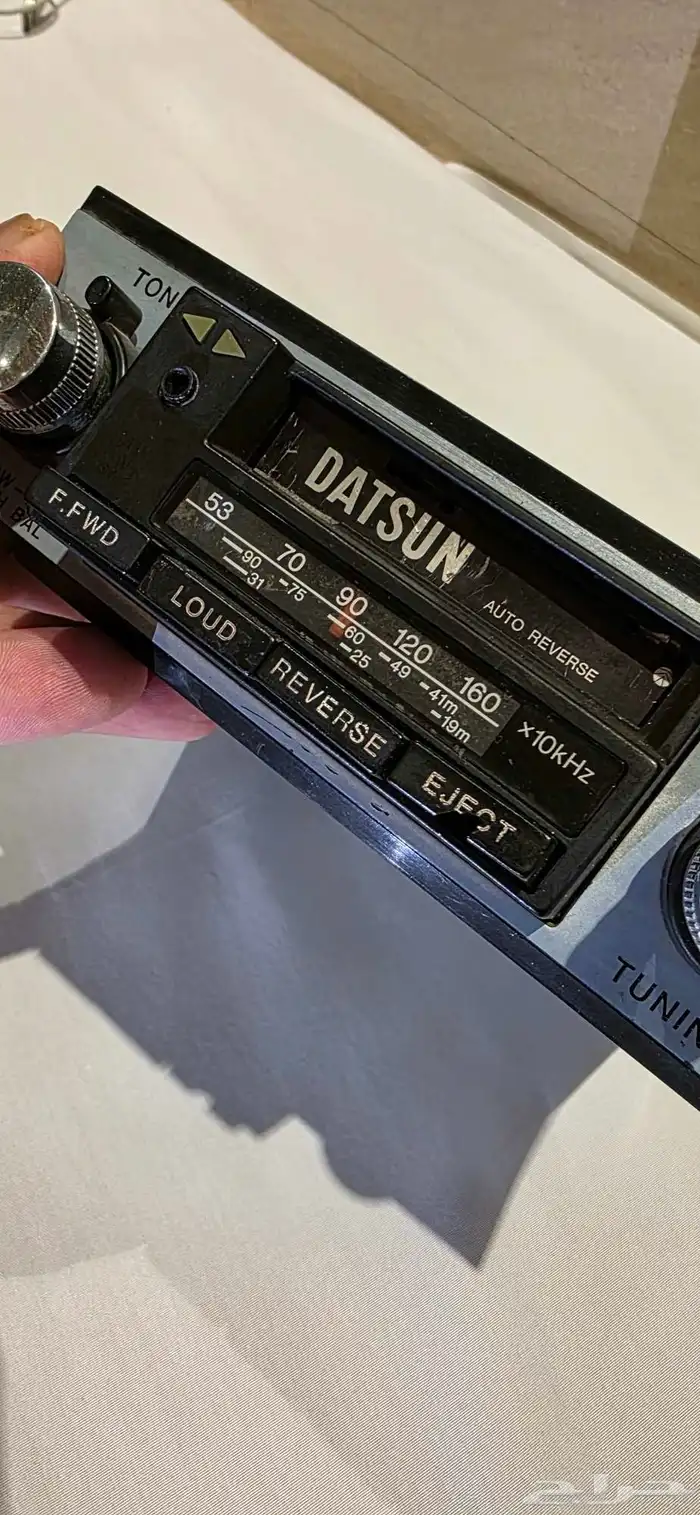 TON
DATSUN
AUTO REVERSE
53 70 90 120 160 ×10kHz
90 75 60 49 41m
31 25 19m
BAL
F.FWD
LOUD
REVERSE
EJECT
TUNIN
حراج